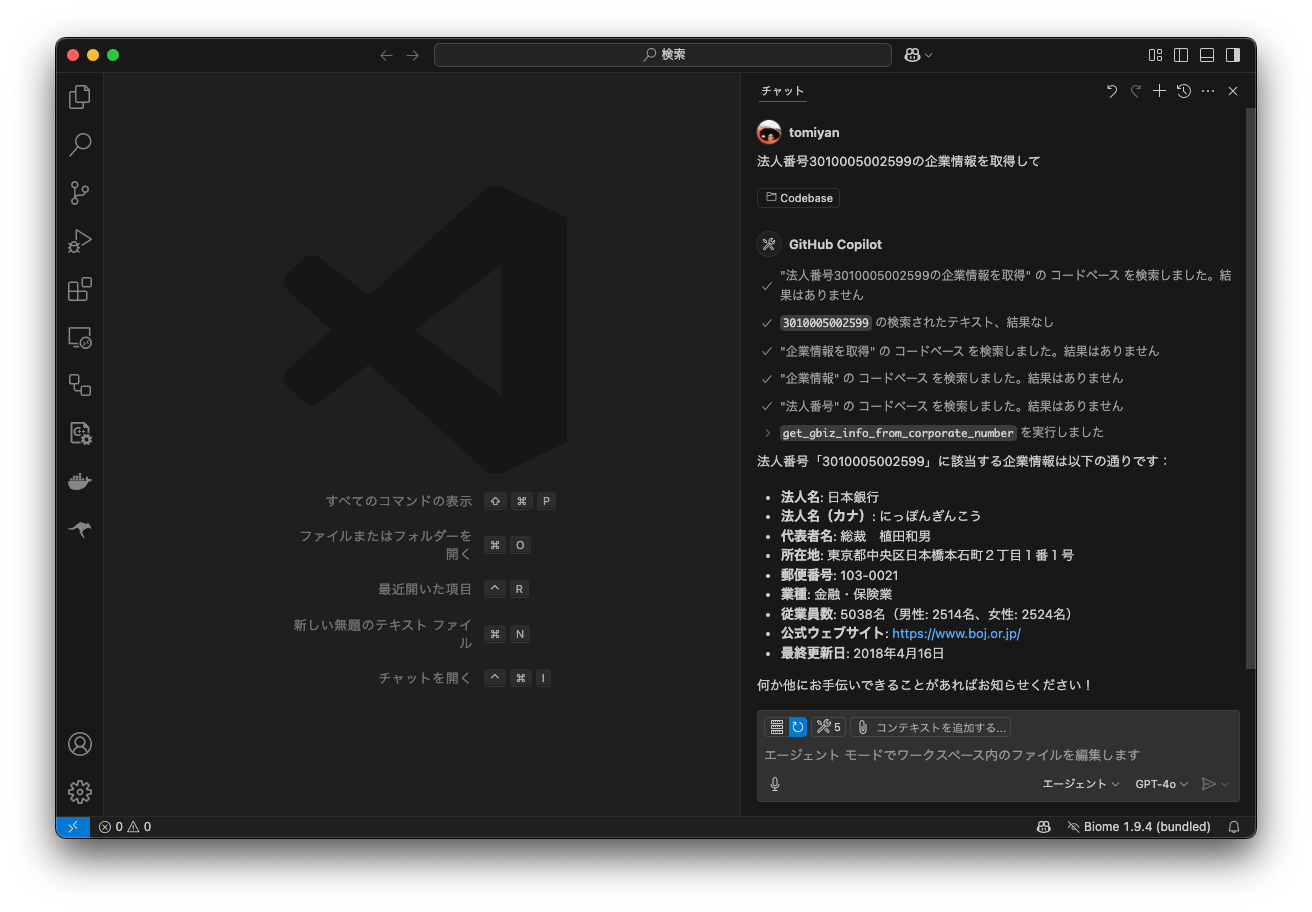 検索
チャット
tomiyan
法人番号3010005002599の企業情報を取得して
Codebase
GitHub Copilot
"法人番号3010005002599の企業情報を取得" の コードベース を検索しました。結
果はありません
3010005002599 の検索されたテキスト、結果なし
"企業情報を取得" の コードベース を検索しました。結果はありません
"企業情報" の コードベース を検索しました。結果はありません
"法人番号" の コードベース を検索しました。結果はありません
get_gbiz_info_from_corporate_number を実行しました
法人番号「3010005002599」に該当する企業情報は以下の通りです：
• 法人名: 日本銀行
• 法人名（カナ）: にっぽんぎんこう
• 代表者名: 総裁　植田和男
• 所在地: 東京都中央区日本橋本石町２丁目１番１号
• 郵便番号: 103-0021
• 業種: 金融・保険業
• 従業員数: 5038名（男性: 2514名、女性: 2524名）
• 公式ウェブサイト: https://www.boj.or.jp/
• 最終更新日: 2018年4月16日
何か他にお手伝いできることがあればお知らせください！
5 コンテキストを追加する...
エージェント モードでワークスペース内のファイルを編集します
エージェント GPT-4o
すべてのコマンドの表示 ⇧ ⌘ P
ファイルまたはフォルダーを
開く ⌘ O
最近開いた項目 ^ R
新しい無題のテキスト ファイ
ル ⌘ N
チャットを開く ^ ⌘ I
0 0
Biome 1.9.4 (bundled)